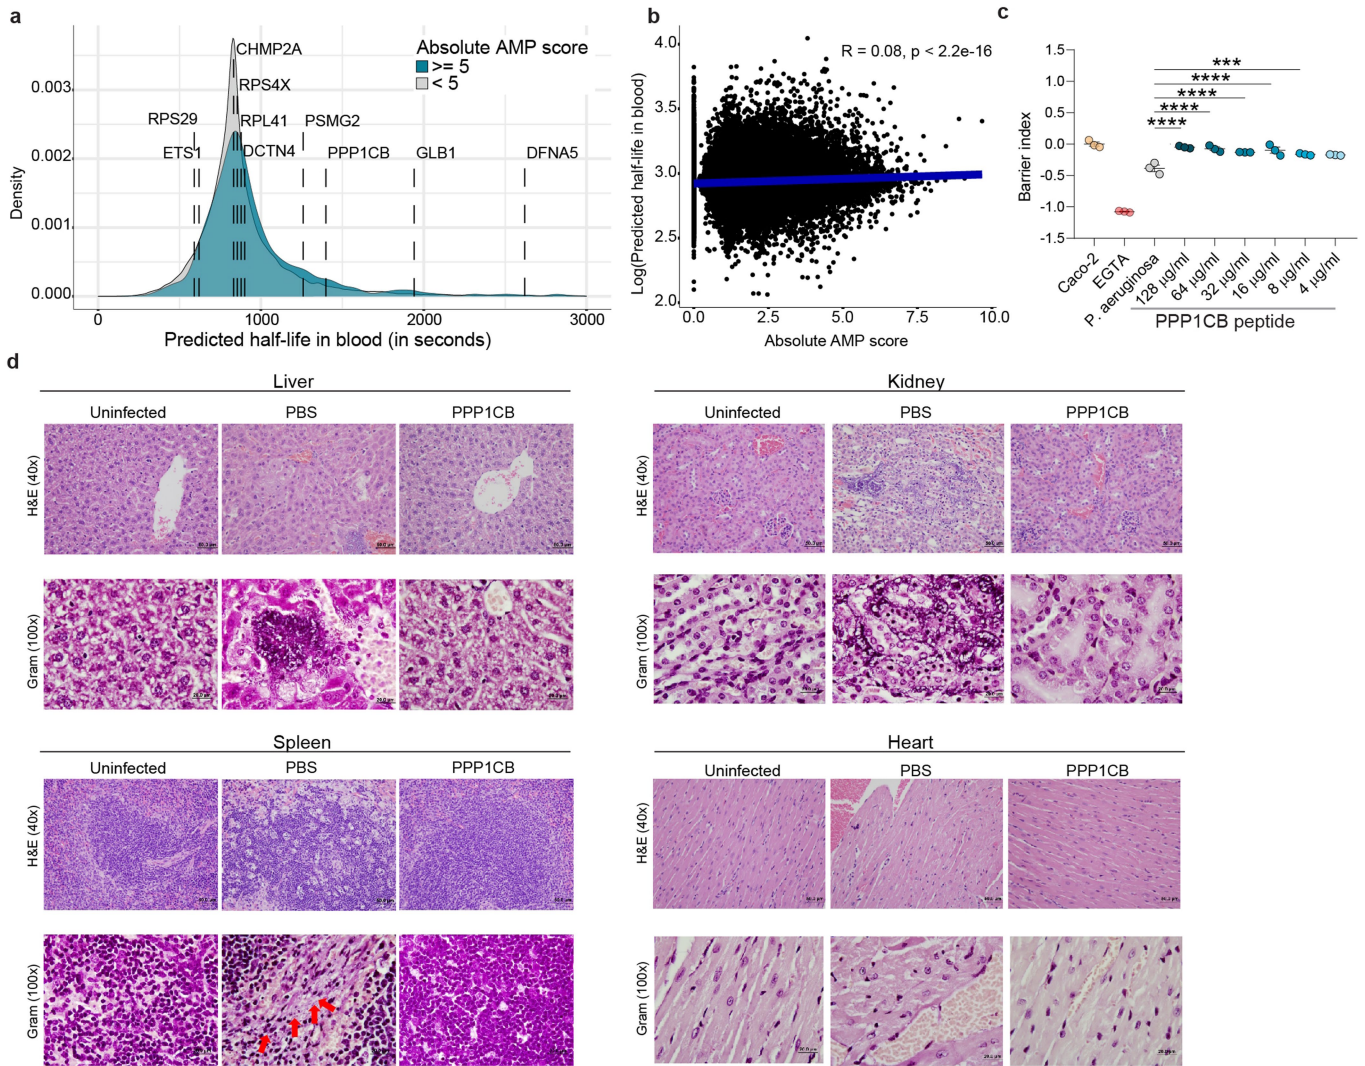 a
CHMP2A
RPS4X
RPS29
RPL41
PSMG2
ETS1
DCTN4
PPP1CB
GLB1
DFNA5
Absolute AMP score
>= 5
< 5
Density
0.003
0.002
0.001
0.000
0
1000
2000
3000
Predicted half-life in blood (in seconds)
b
R = 0.08, p < 2.2e-16
Log(Predicted half-life in blood)
4.0
3.5
3.0
2.5
2.0
0.0
2.5
5.0
7.5
10.0
Absolute AMP score
c
Barrier index
1.5
1.0
0.5
0.0
-0.5
-1.0
-1.5
***
****
****
****
****
Caco-2
EGTA
P. aeruginosa
128 µg/ml
64 µg/ml
32 µg/ml
16 µg/ml
8 µg/ml
4 µg/ml
PPP1CB peptide
d
Liver
Uninfected PBS PPP1CB
H&E (40x)
Gram (100x)
Kidney
Uninfected PBS PPP1CB
H&E (40x)
Gram (100x)
Spleen
Uninfected PBS PPP1CB
H&E (40x)
Gram (100x)
Heart
Uninfected PBS PPP1CB
H&E (40x)
Gram (100x)